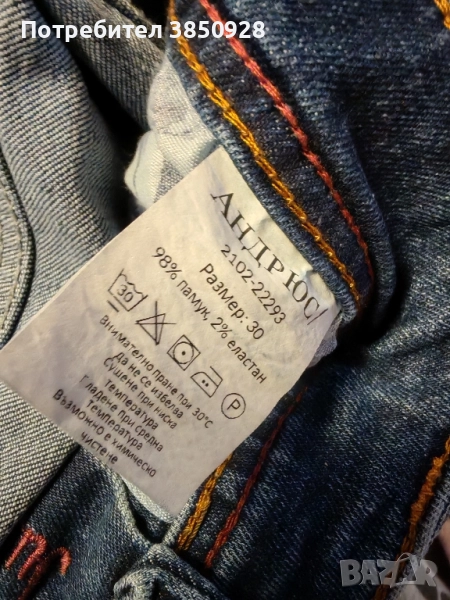 Потребител 3850928
АНДРЮС/
2102-22293
Размер: 30
98% памук, 2% еластан
30
P
Внимателно пране при 30°C
да не се избелва
Сушене при ниска
температура
Гладене при средна
температура
Възможно е химическо
чистене
BAZAR